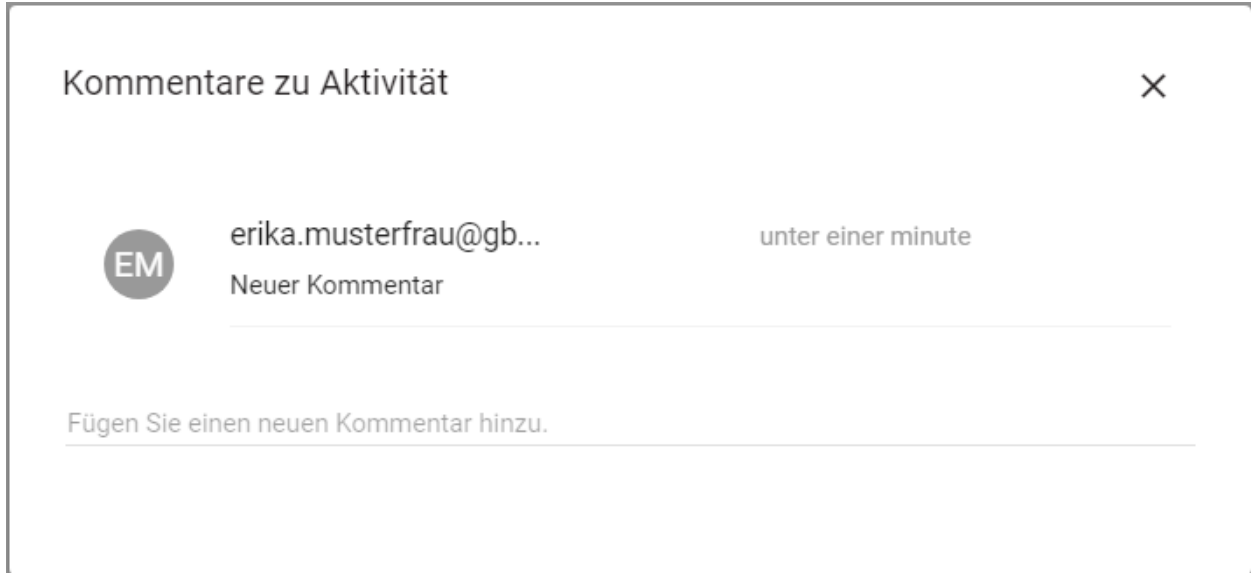 Kommentare zu Aktivität
EM
erika.musterfrau@gb...
unter einer minute
Neuer Kommentar
Fügen Sie einen neuen Kommentar hinzu.